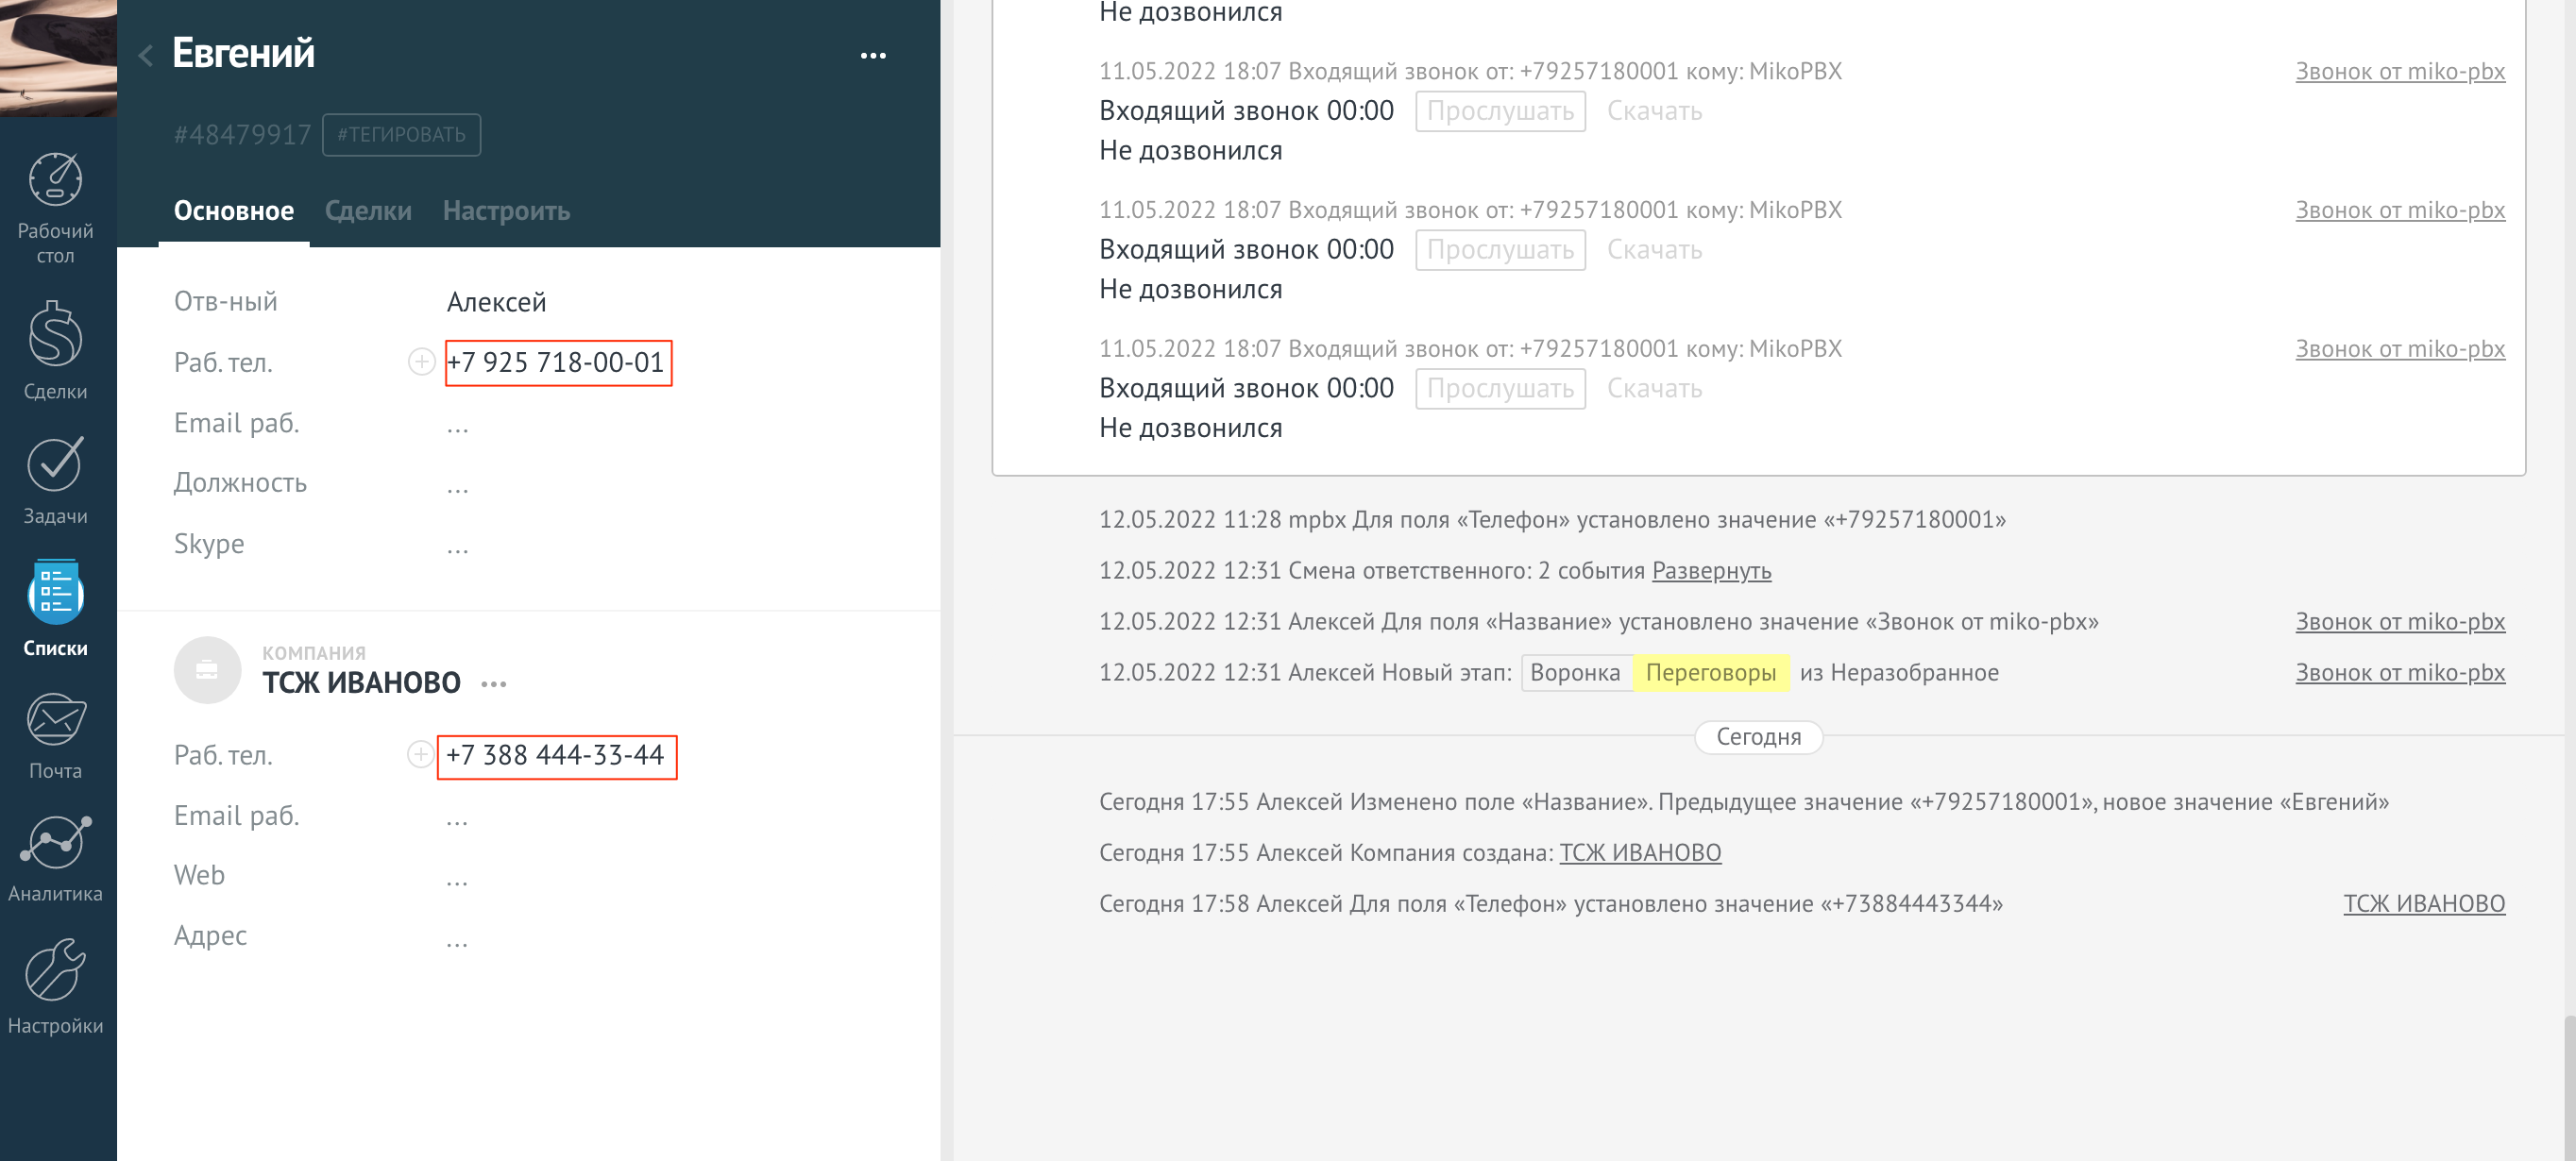 Рабочий
стол
Сделки
Задачи
Списки
Почта
Аналитика
Настройки
Евгений
#48479917 #ТЕГИРОВАТЬ
Основное Сделки Настроить
Отв-ный Алексей
Раб. тел. +7 925 718-00-01
Email раб. ...
Должность ...
Skype ...
КОМПАНИЯ
ТСЖ ИВАНОВО
Раб. тел. +7 388 444-33-44
Email раб. ...
Web ...
Адрес ...
Не дозвонился
11.05.2022 18:07 Входящий звонок от: +79257180001 кому: MikoPBX Звонок от miko-pbx
Входящий звонок 00:00 Прослушать Скачать
Не дозвонился
11.05.2022 18:07 Входящий звонок от: +79257180001 кому: MikoPBX Звонок от miko-pbx
Входящий звонок 00:00 Прослушать Скачать
Не дозвонился
11.05.2022 18:07 Входящий звонок от: +79257180001 кому: MikoPBX Звонок от miko-pbx
Входящий звонок 00:00 Прослушать Скачать
Не дозвонился
12.05.2022 11:28 mpbx Для поля «Телефон» установлено значение «+79257180001»
12.05.2022 12:31 Смена ответственного: 2 события Развернуть
12.05.2022 12:31 Алексей Для поля «Название» установлено значение «Звонок от miko-pbx» Звонок от miko-pbx
12.05.2022 12:31 Алексей Новый этап: Воронка Переговоры из Неразобранное Звонок от miko-pbx
Сегодня
Сегодня 17:55 Алексей Изменено поле «Название». Предыдущее значение «+79257180001», новое значение «Евгений»
Сегодня 17:55 Алексей Компания создана: ТСЖ ИВАНОВО
Сегодня 17:58 Алексей Для поля «Телефон» установлено значение «+73884443344» ТСЖ ИВАНОВО